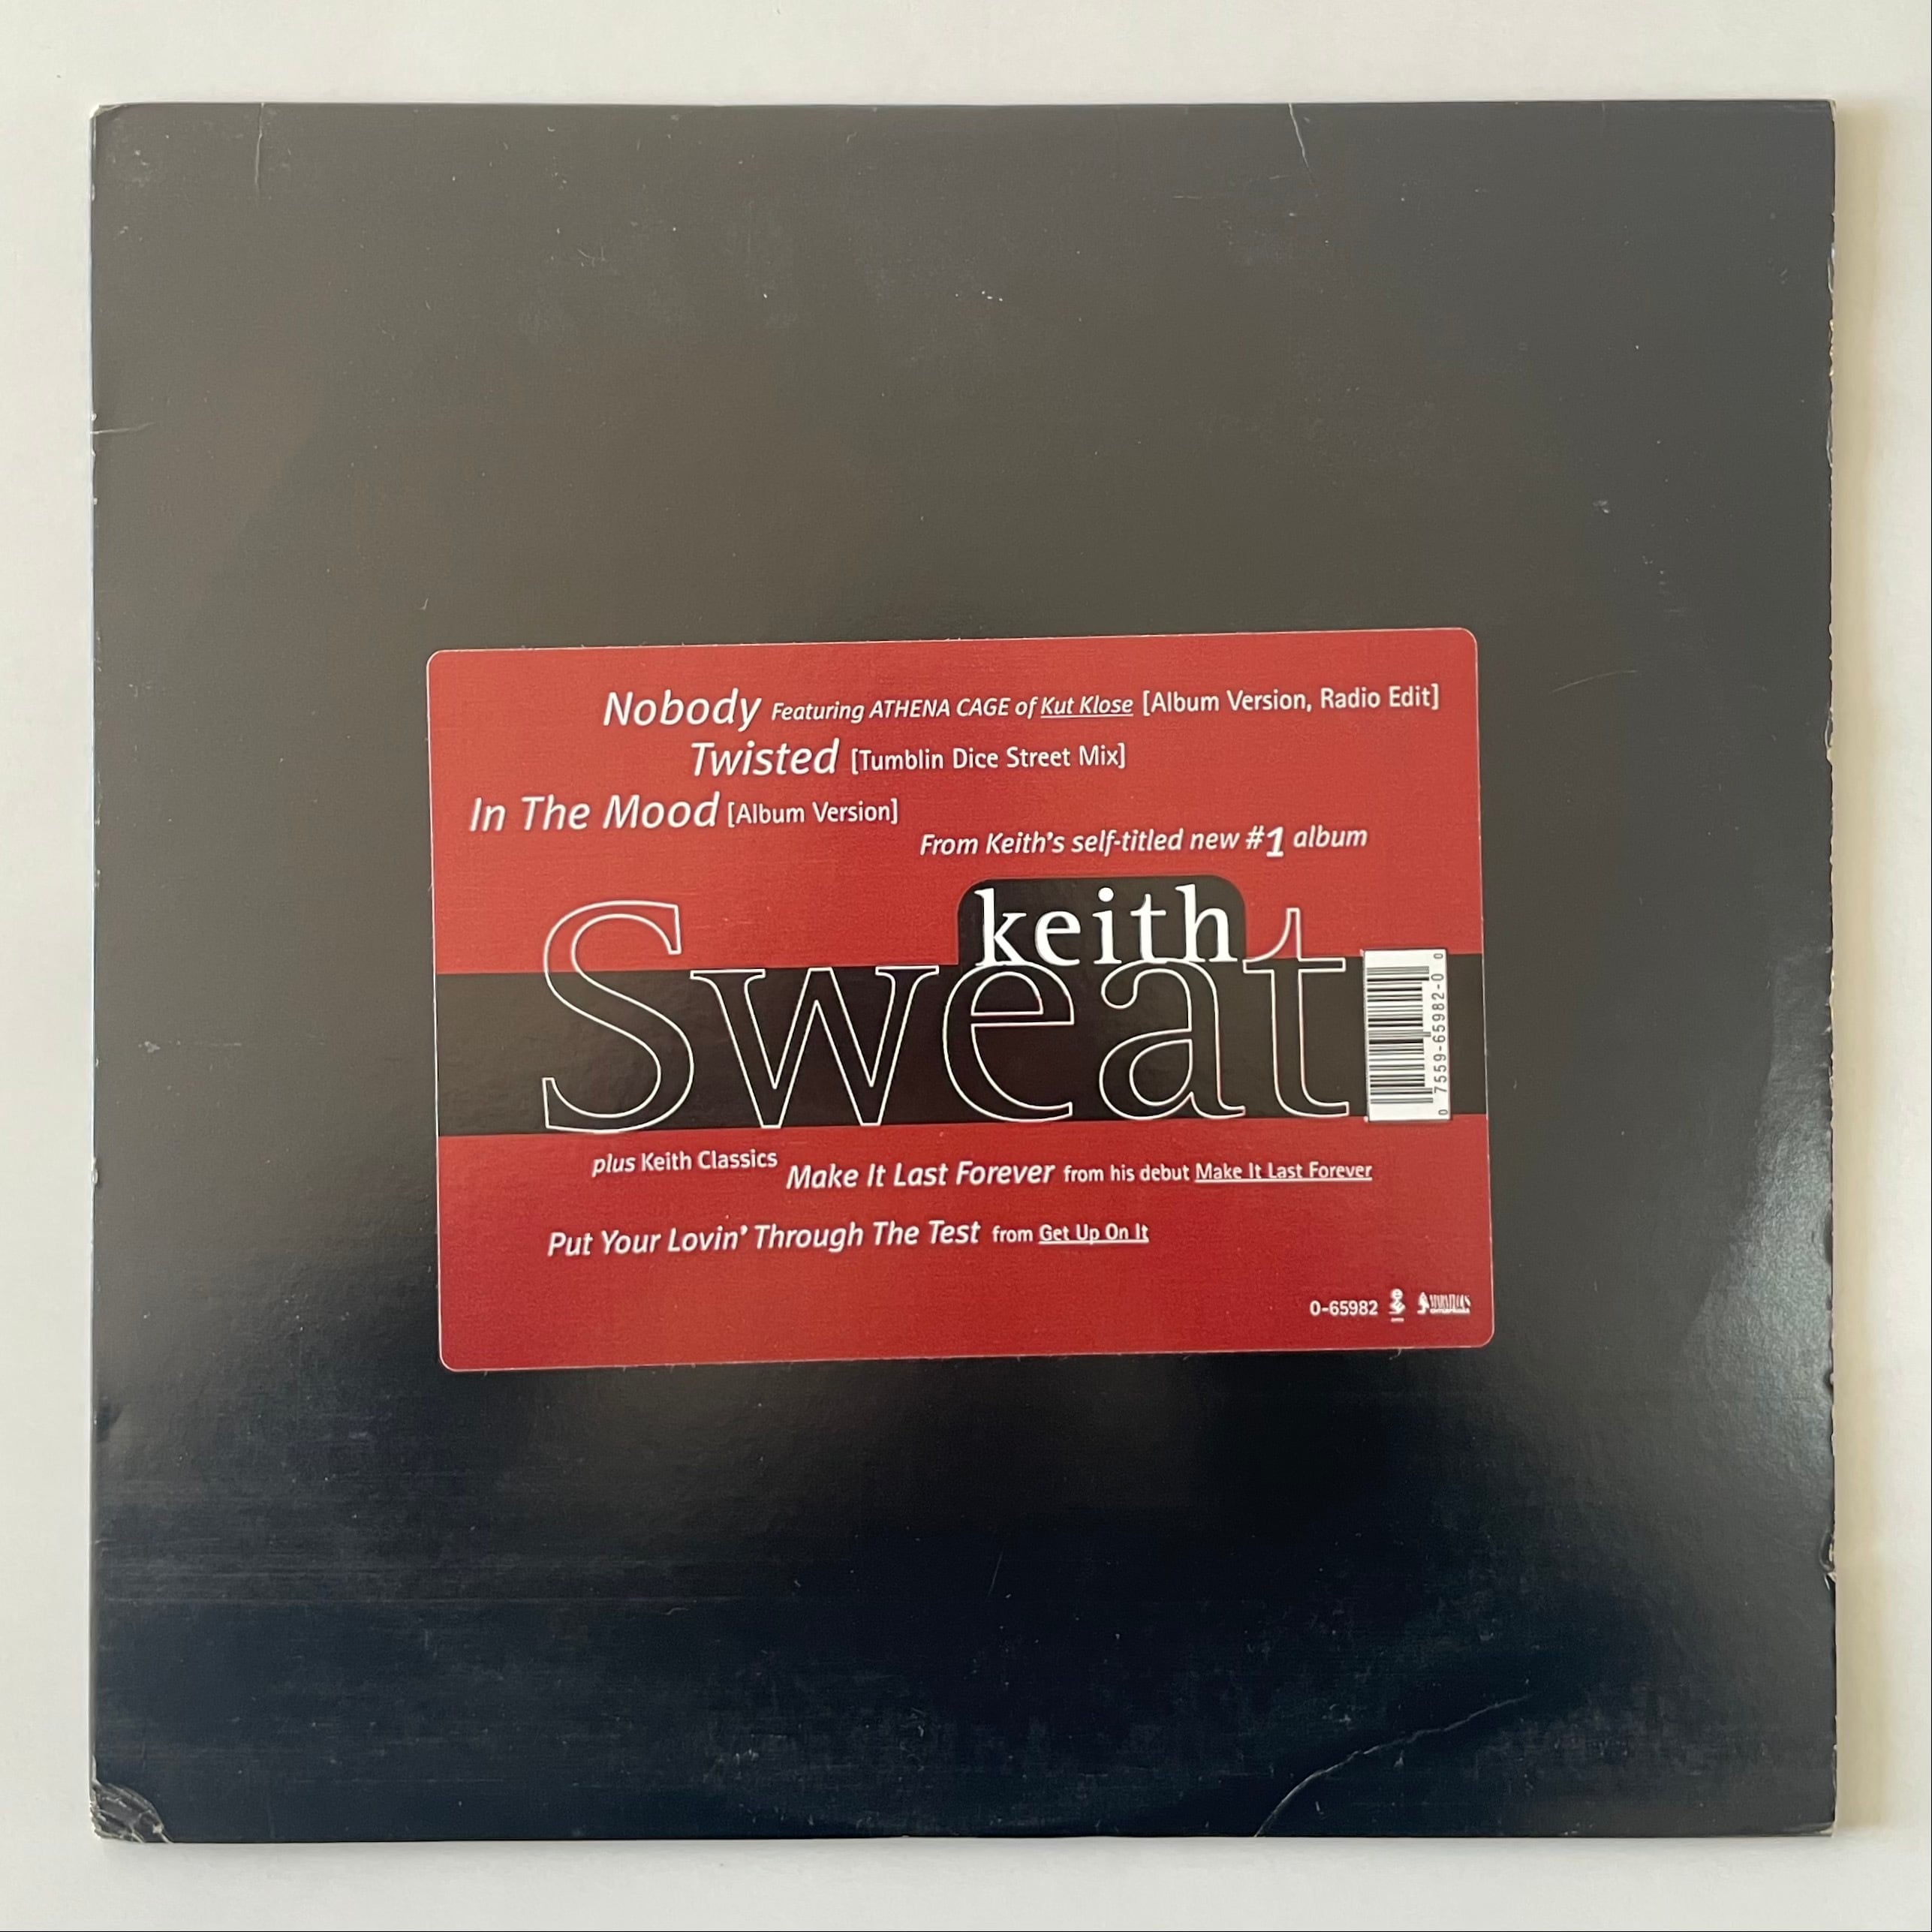 Nobody Featuring ATHENA CAGE of Kut Klose [Album Version, Radio Edit]
Twisted [Tumblin Dice Street Mix]
In The Mood [Album Version]
From Keith's self-titled new #1 album
keith
Sweat
0 7559-65982-0 0
plus Keith Classics Make It Last Forever from his debut Make It Last Forever
Put Your Lovin' Through The Test from Get Up On It
0-65982